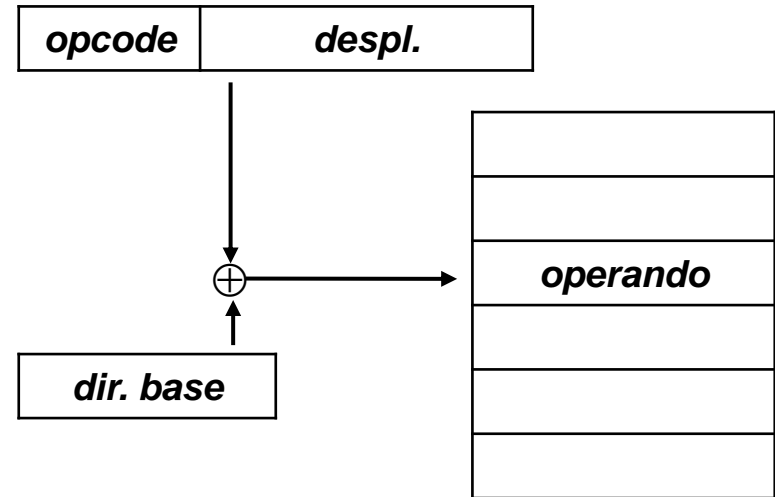 opcode despl.
operando
dir. base